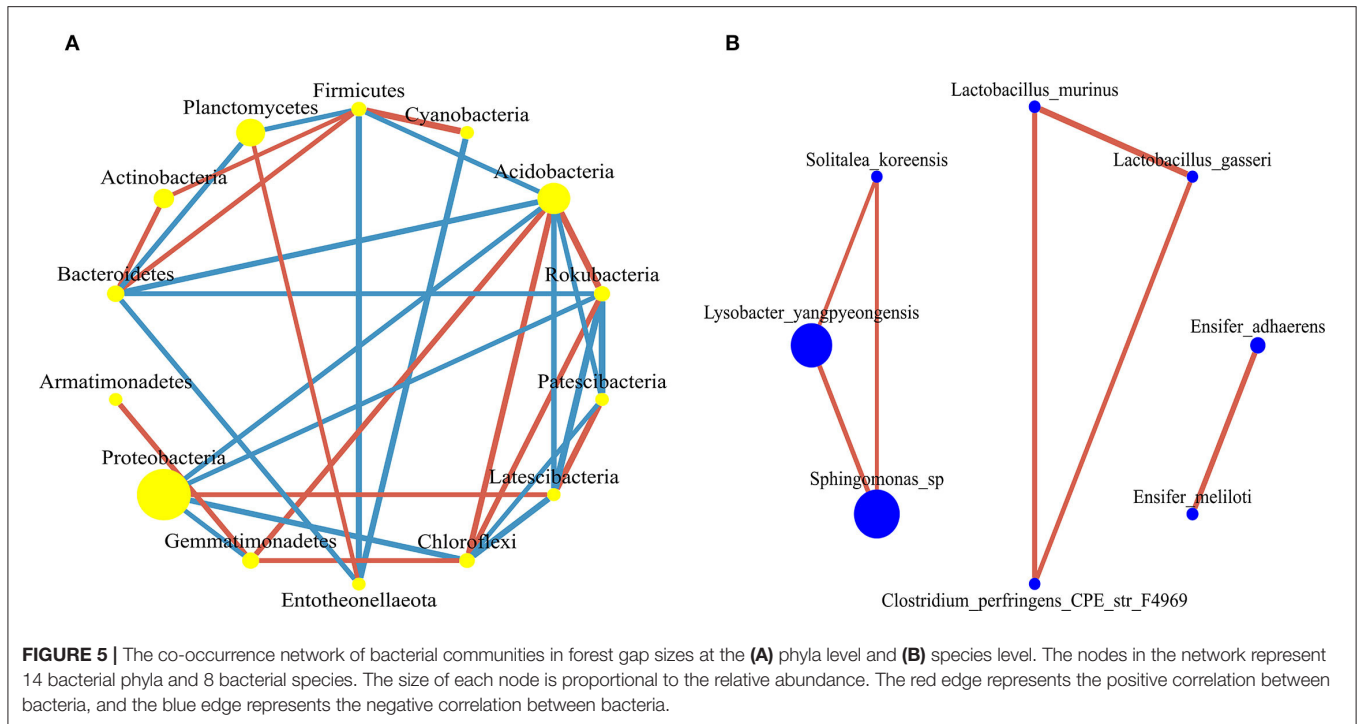 A
B
Firmicutes
Planctomycetes
Cyanobacteria
Actinobacteria
Acidobacteria
Bacteroidetes
Rokubacteria
Armatimonadetes
Patescibacteria
Proteobacteria
Latescibacteria
Gemmatimonadetes
Chloroflexi
Entotheonellaeota
Lactobacillus_murinus
Solitalea_koreensis
Lactobacillus_gasseri
Lysobacter_yangpyeongensis
Ensifer_adhaerens
Sphingomonas_sp
Ensifer_meliloti
Clostridium_perfringens_CPE_str_F4969
FIGURE 5 | The co-occurrence network of bacterial communities in forest gap sizes at the (A) phyla level and (B) species level. The nodes in the network represent
14 bacterial phyla and 8 bacterial species. The size of each node is proportional to the relative abundance. The red edge represents the positive correlation between
bacteria, and the blue edge represents the negative correlation between bacteria.